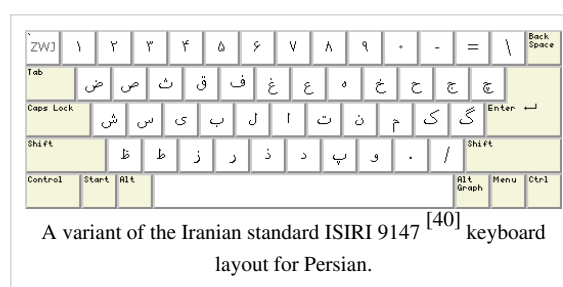 ` ZWJ ۱ ۲ ۳ ۴ ۵ ۶ ۷ ۸ ۹ ۰ - = \ Back Space
Tab ض ص ث ق ف غ ع ه خ ح ج چ
Caps Lock ش س ی ب ل ا ت ن م ک گ Enter ↵
Shift ظ ط ز ر ذ د پ و . / Shift
Control Start Alt Alt Graph Menu Ctrl
A variant of the Iranian standard ISIRI 9147 [40] keyboard
layout for Persian.